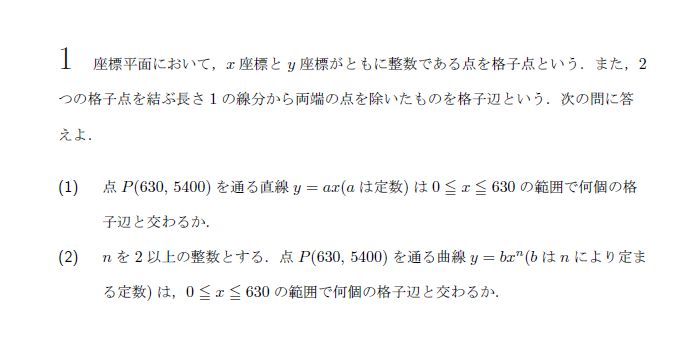 1 座標平面において，x 座標と y 座標がともに整数である点を格子点という．また，2
つの格子点を結ぶ長さ 1 の線分から両端の点を除いたものを格子辺という．次の問に答
えよ．
(1) 点 P(630, 5400) を通る直線 y = ax(a は定数) は 0 ≦ x ≦ 630 の範囲で何個の格
子辺と交わるか．
(2) n を 2 以上の整数とする．点 P(630, 5400) を通る曲線 y = bxⁿ(b は n により定ま
る定数) は，0 ≦ x ≦ 630 の範囲で何個の格子辺と交わるか．